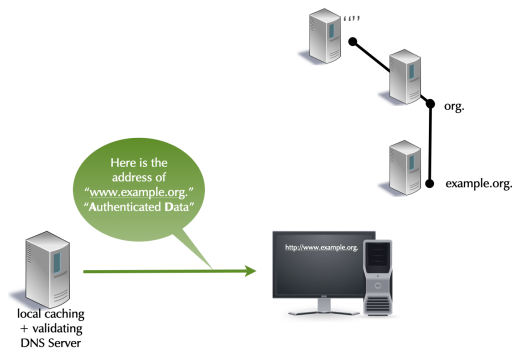 “”
org.
example.org.
Here is the
address of
“www.example.org.”
“Authenticated Data”
http://www.example.org.
local caching
+ validating
DNS Server